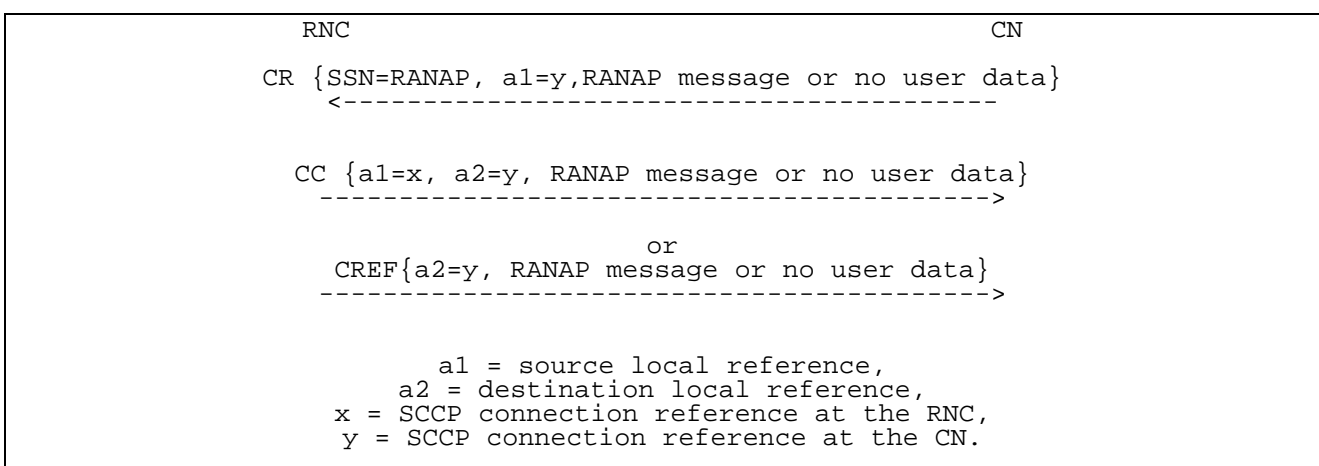 RNC CN
CR {SSN=RANAP, a1=y,RANAP message or no user data}
<------------------------------------------
CC {a1=x, a2=y, RANAP message or no user data}
------------------------------------------>
or
CREF{a2=y, RANAP message or no user data}
------------------------------------------>
a1 = source local reference,
a2 = destination local reference,
x = SCCP connection reference at the RNC,
y = SCCP connection reference at the CN.